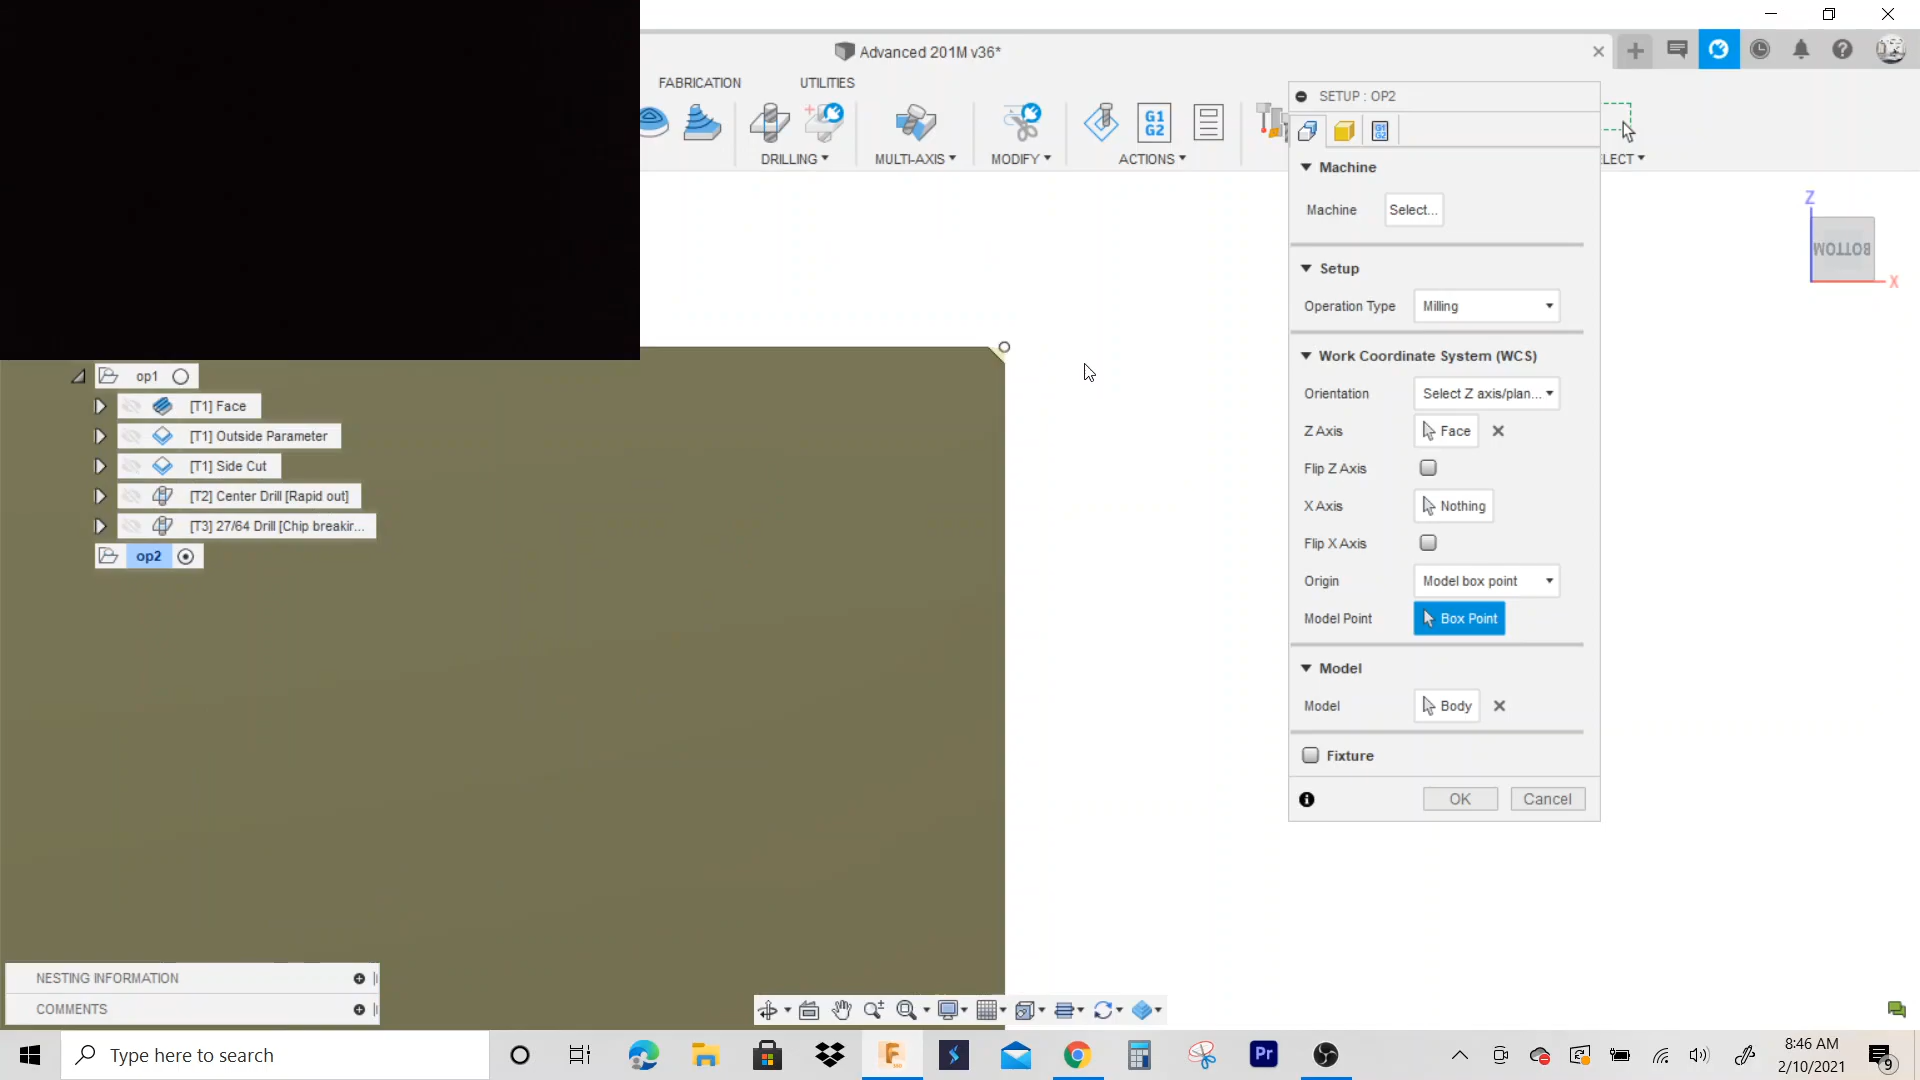 Advanced 201M v36*
FABRICATION
UTILITIES
DRILLING
MULTI-AXIS
MODIFY
G1
G2
ACTIONS
LECT
SETUP : OP2
G1
G2
Machine
Machine Select...
Setup
Operation Type Milling
Work Coordinate System (WCS)
Orientation Select Z axis/plan...
Z Axis Face
Flip Z Axis
X Axis Nothing
Flip X Axis
Origin Model box point
Model Point Box Point
Model
Model Body
Fixture
OK Cancel
Z
BOTTOM
X
op1
[T1] Face
[T1] Outside Parameter
[T1] Side Cut
[T2] Center Drill [Rapid out]
[T3] 27/64 Drill [Chip breakir...
op2
NESTING INFORMATION
COMMENTS
Type here to search
Pr
8:46 AM
2/10/2021
9